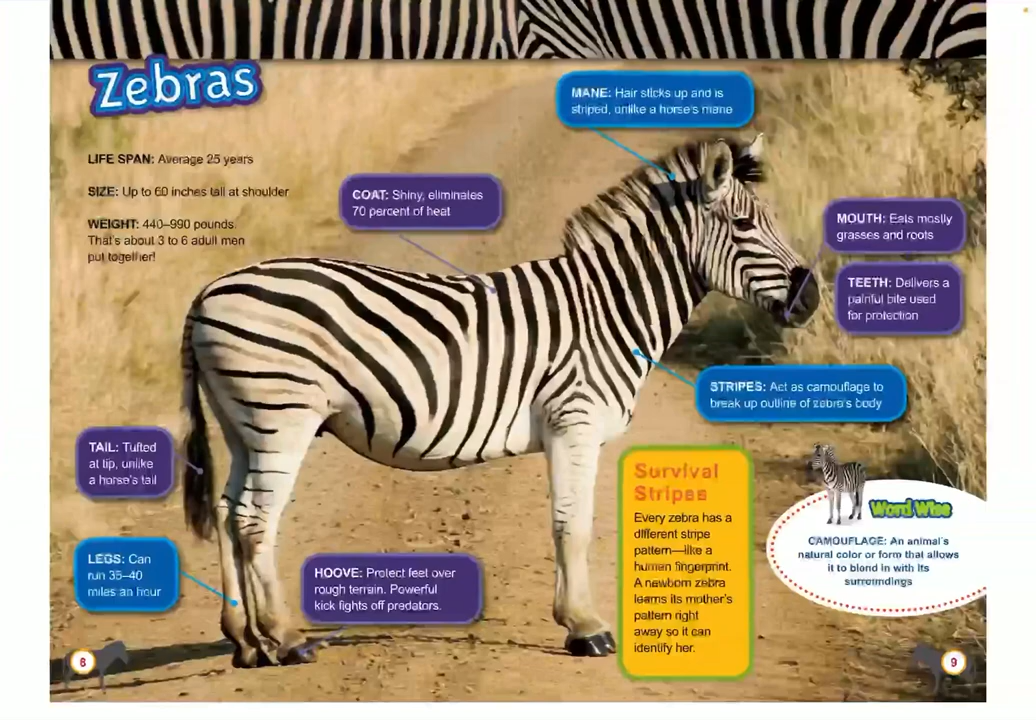 Zebras
LIFE SPAN: Average 25 years
SIZE: Up to 60 inches tall at shoulder
WEIGHT: 440–990 pounds.
That's about 3 to 6 adult men
put together!
COAT: Shiny, eliminates
70 percent of heat
MANE: Hair sticks up and is
striped, unlike a horse's mane
MOUTH: Eats mostly
grasses and roots
TEETH: Delivers a
painful bite used
for protection
STRIPES: Act as camouflage to
break up outline of zebra's body
TAIL: Tufted
at tip, unlike
a horse's tail
LEGS: Can
run 35–40
miles an hour
HOOVE: Protect feet over
rough terrain. Powerful
kick fights off predators.
Survival
Stripes
Every zebra has a
different stripe
pattern—like a
human fingerprint.
A newborn zebra
learns its mother's
pattern right
away so it can
identify her.
Word Wise
CAMOUFLAGE: An animal's
natural color or form that allows
it to blend in with its
surroundings
8
9